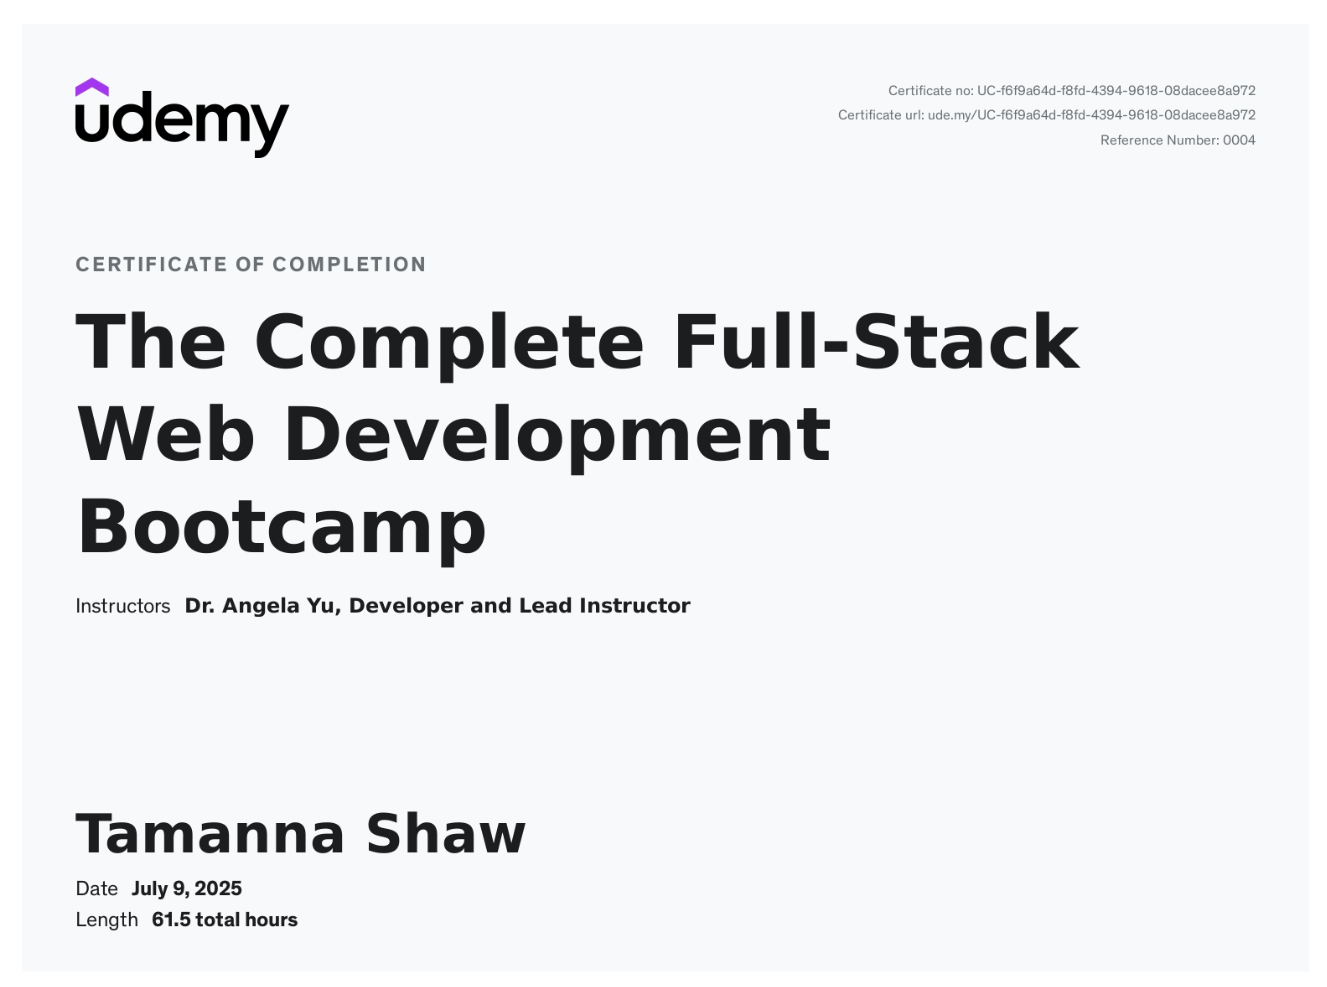 udemy
Certificate no: UC-f6f9a64d-f8fd-4394-9618-08dacee8a972
Certificate url: ude.my/UC-f6f9a64d-f8fd-4394-9618-08dacee8a972
Reference Number: 0004
CERTIFICATE OF COMPLETION
The Complete Full-Stack
Web Development
Bootcamp
Instructors Dr. Angela Yu, Developer and Lead Instructor
Tamanna Shaw
Date July 9, 2025
Length 61.5 total hours